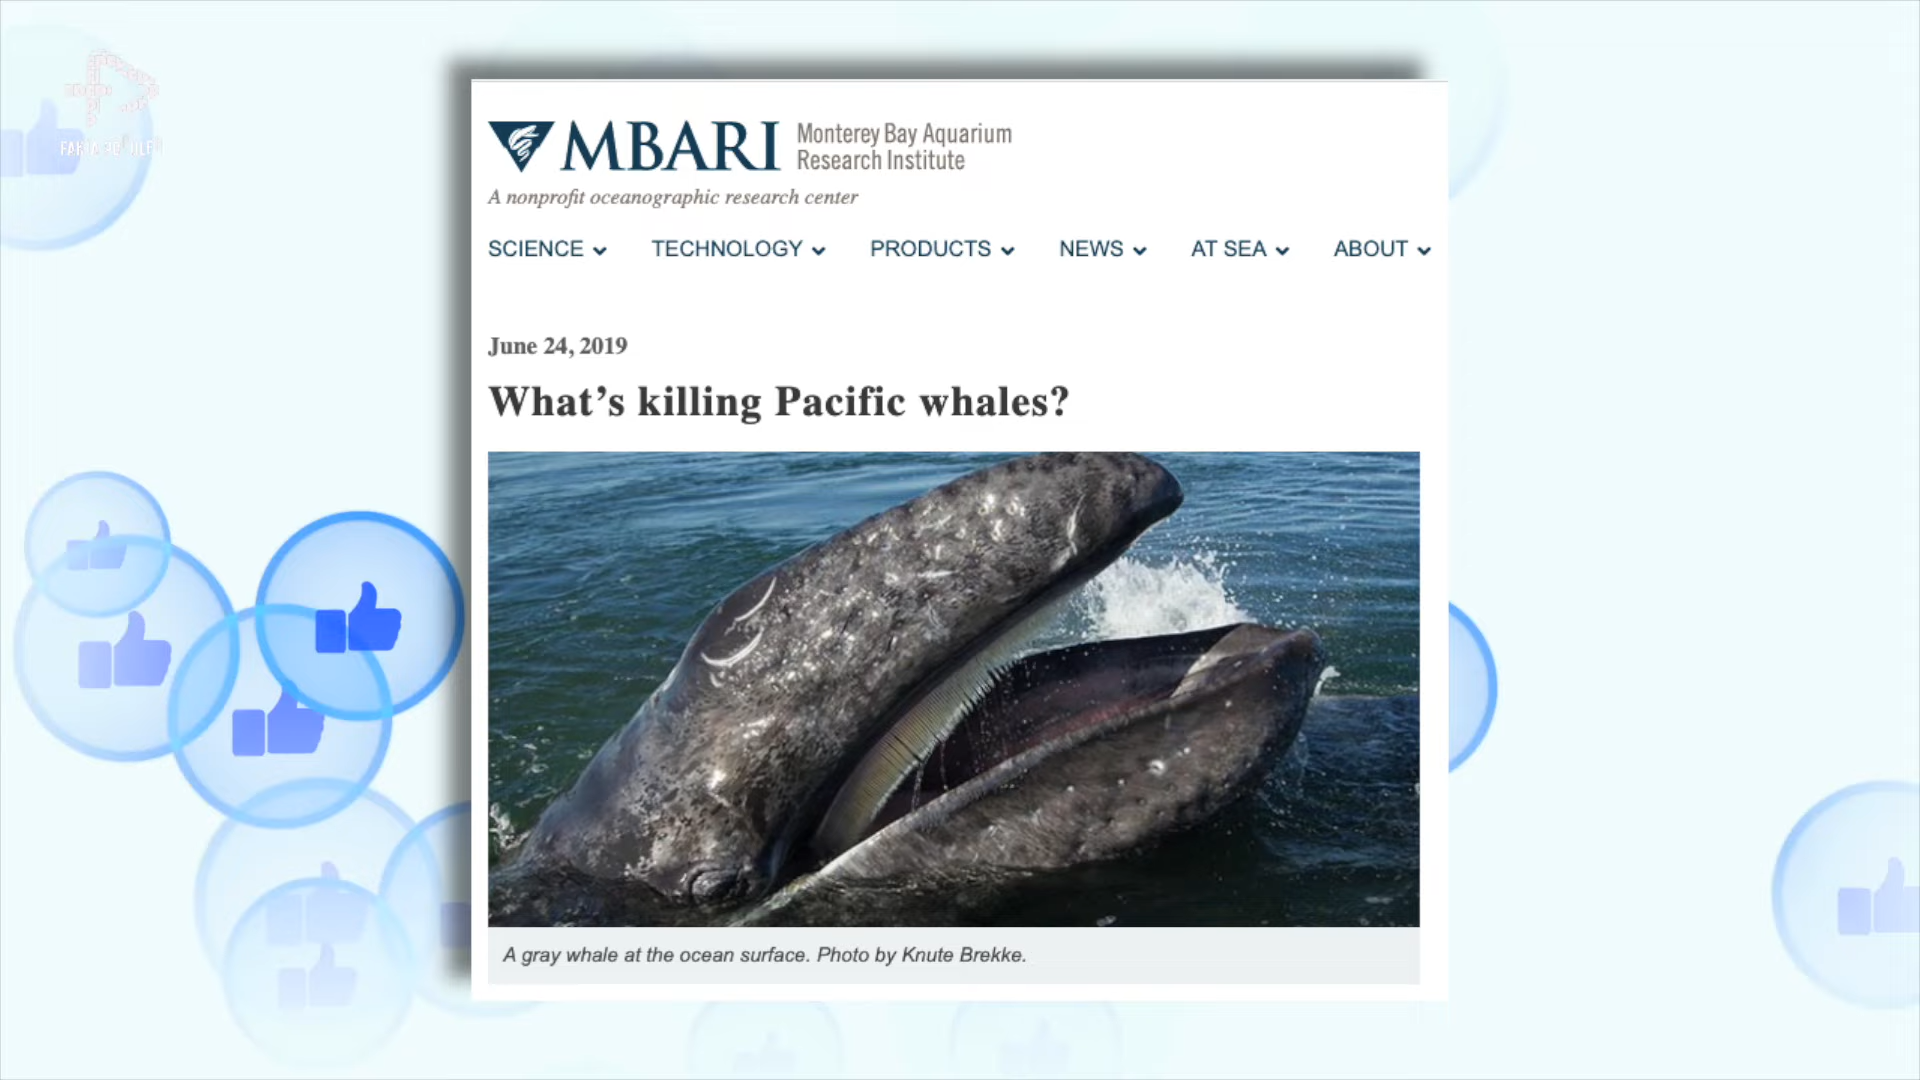 MBARI
Monterey Bay Aquarium
Research Institute
A nonprofit oceanographic research center
SCIENCE TECHNOLOGY PRODUCTS NEWS AT SEA ABOUT
June 24, 2019
What’s killing Pacific whales?
A gray whale at the ocean surface. Photo by Knute Brekke.